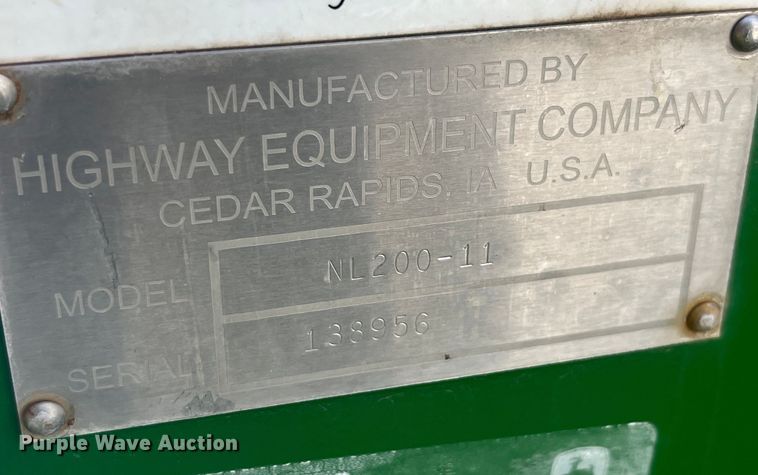 MANUFACTURED BY
HIGHWAY EQUIPMENT COMPANY
CEDAR RAPIDS, IA U.S.A.
MODEL NL200-11
SERIAL 138956
Purple Wave Auction